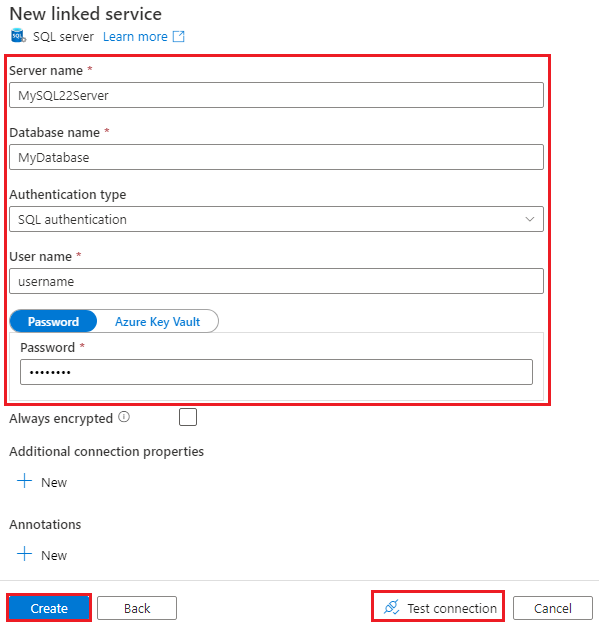 New linked service
SQL server Learn more
Server name *
MySQL22Server
Database name *
MyDatabase
Authentication type
SQL authentication
User name *
username
Password Azure Key Vault
Password *
••••••••
Always encrypted
Additional connection properties
New
Annotations
New
Create Back Test connection Cancel